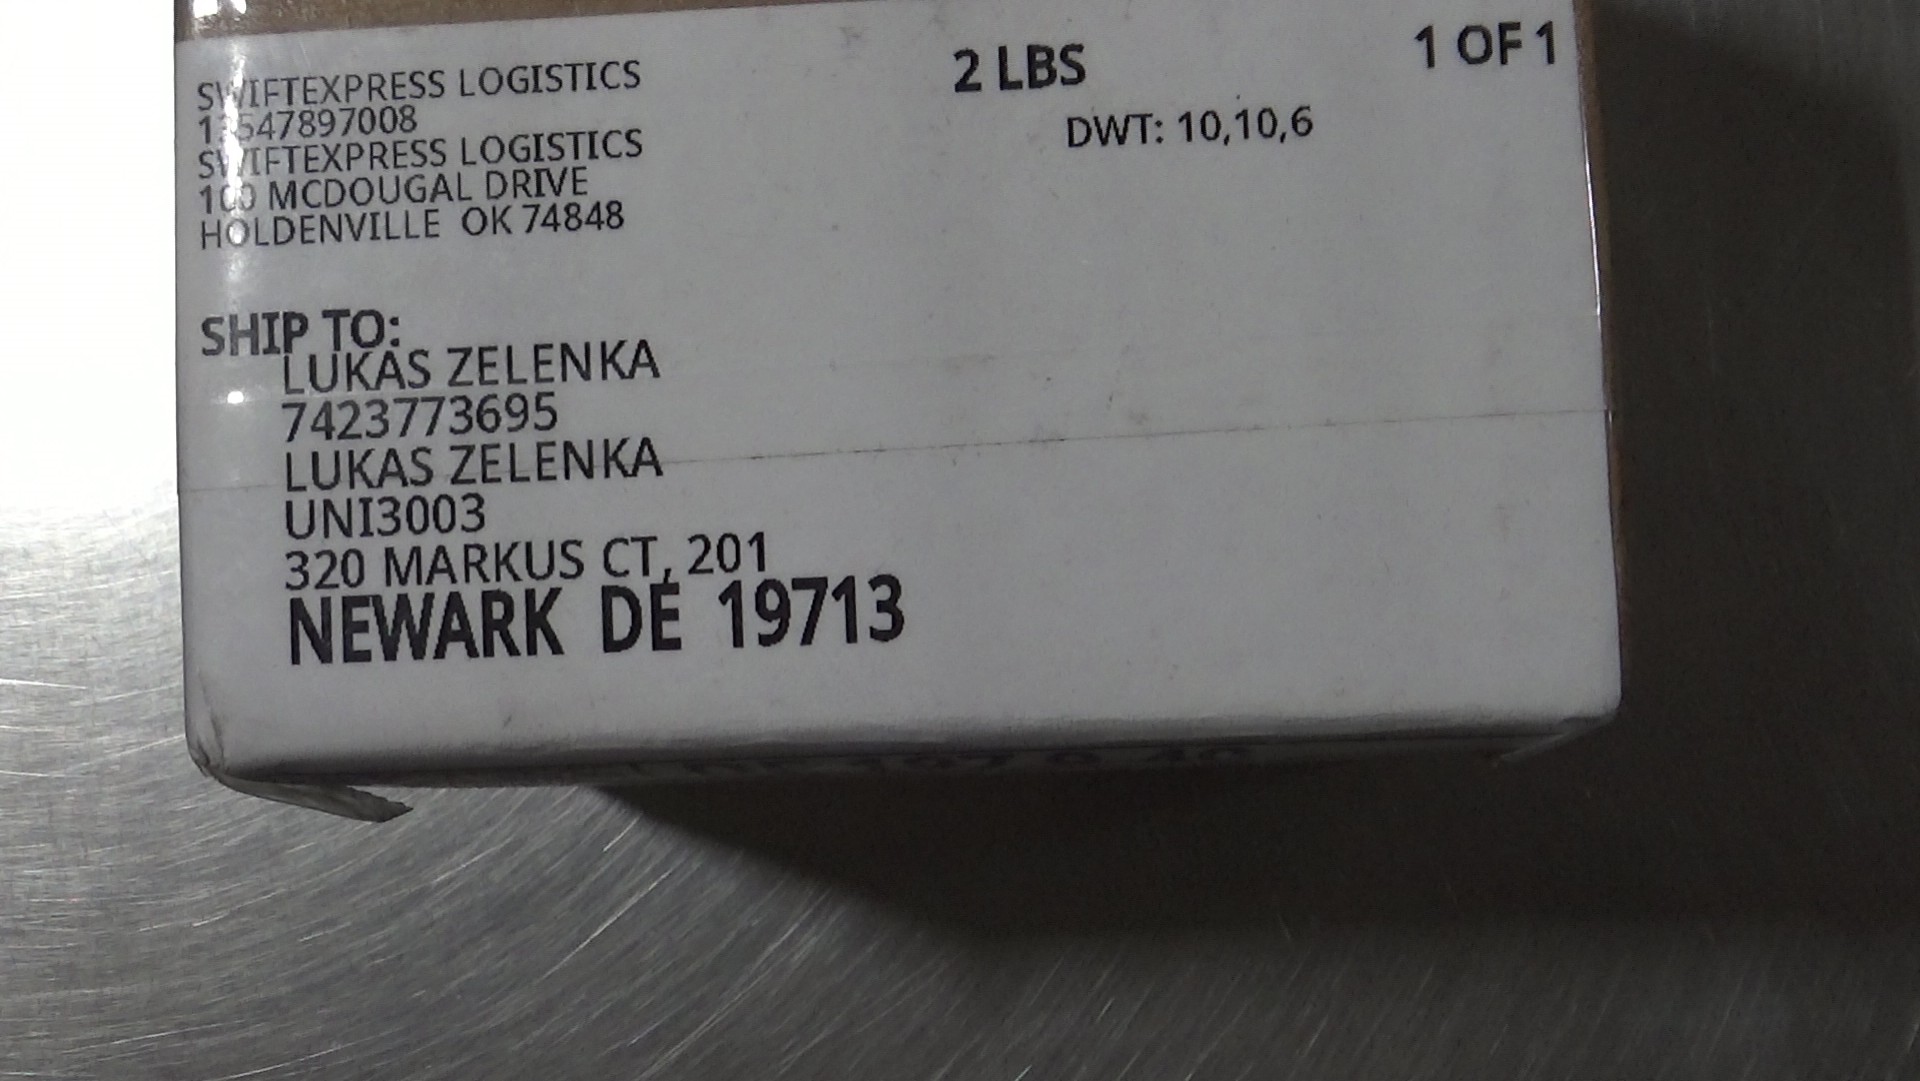 SWIFTEXPRESS LOGISTICS
SWIFTEXPRESS LOGISTICS
100 MCDOUGAL DRIVE
HOLDENVILLE OK 74848
2 LBS
1 OF 1
DWT: 10,10,6
SHIP TO:
LUKAS ZELENKA
7423773695
LUKAS ZELENKA
UNI3003
320 MARKUS CT, 201
NEWARK DE 19713